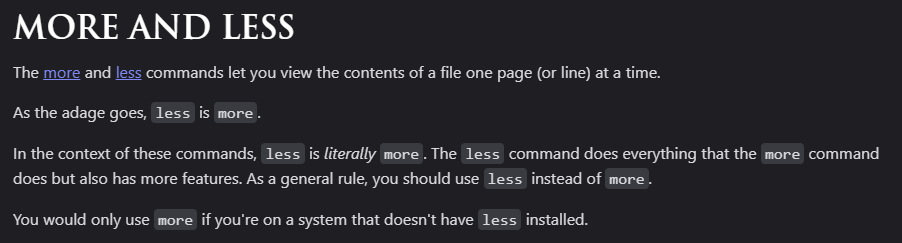 MORE AND LESS
The more and less commands let you view the contents of a file one page (or line) at a time.
As the adage goes, less is more.
In the context of these commands, less is literally more. The less command does everything that the more command
does but also has more features. As a general rule, you should use less instead of more.
You would only use more if you're on a system that doesn't have less installed.